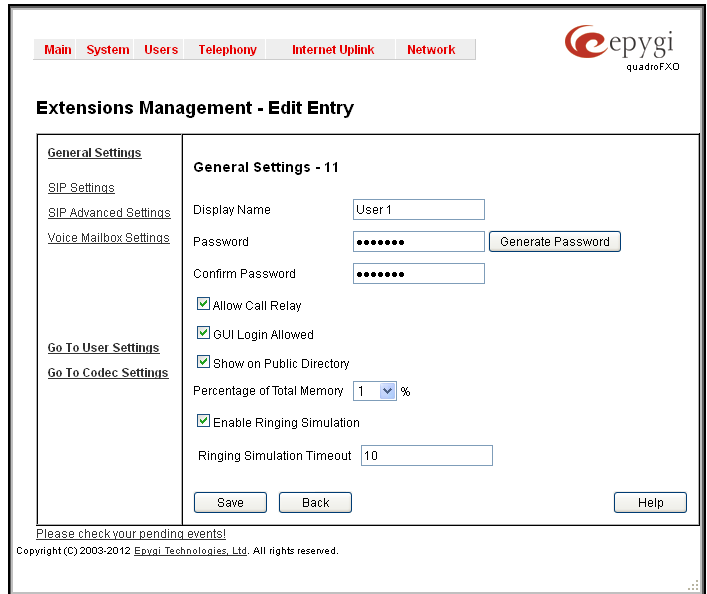 Main System Users Telephony Internet Uplink Network
epygi
quadroFXO
Extensions Management - Edit Entry
General Settings
SIP Settings
SIP Advanced Settings
Voice Mailbox Settings
Go To User Settings
Go To Codec Settings
General Settings - 11
Display Name User 1
Password ••••••• Generate Password
Confirm Password •••••••
Allow Call Relay
GUI Login Allowed
Show on Public Directory
Percentage of Total Memory 1 %
Enable Ringing Simulation
Ringing Simulation Timeout 10
Save Back Help
Please check your pending events!
Copyright (C) 2003-2012 Epygi Technologies, Ltd. All rights reserved.